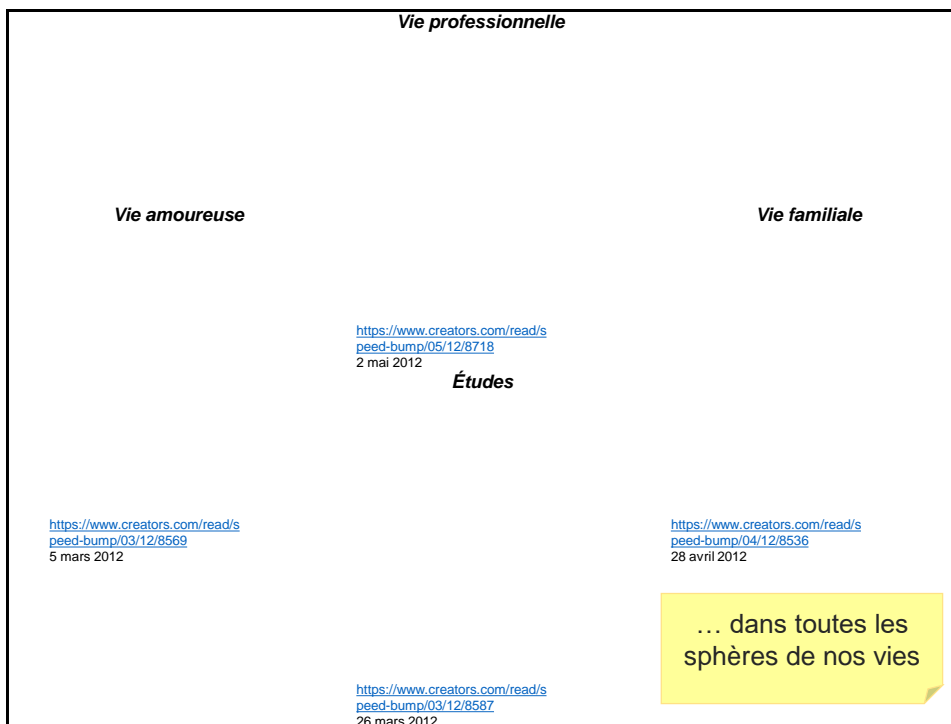 Vie professionnelle
Vie amoureuse
Vie familiale
https://www.creators.com/read/s
peed-bump/05/12/8718
2 mai 2012
Études
https://www.creators.com/read/s
peed-bump/03/12/8569
5 mars 2012
https://www.creators.com/read/s
peed-bump/04/12/8536
28 avril 2012
… dans toutes les
sphères de nos vies
https://www.creators.com/read/s
peed-bump/03/12/8587
26 mars 2012